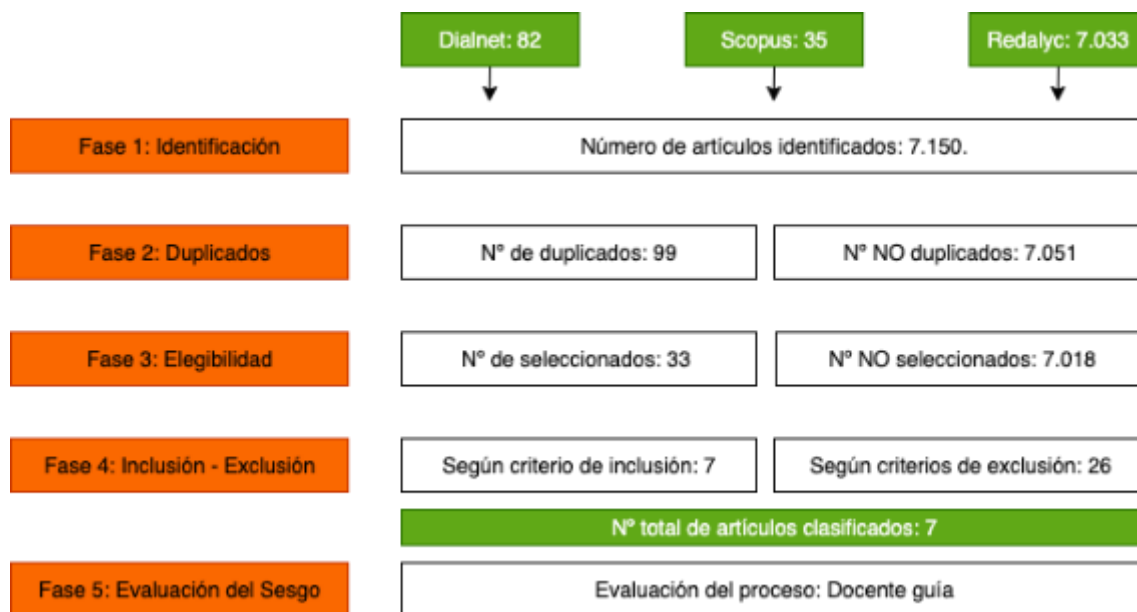 Dialnet: 82
Scopus: 35
Redalyc: 7.033
Fase 1: Identificación
Número de artículos identificados: 7.150.
Fase 2: Duplicados
Nº de duplicados: 99
Nº NO duplicados: 7.051
Fase 3: Elegibilidad
Nº de seleccionados: 33
Nº NO seleccionados: 7.018
Fase 4: Inclusión - Exclusión
Según criterio de inclusión: 7
Según criterios de exclusión: 26
Nº total de artículos clasificados: 7
Fase 5: Evaluación del Sesgo
Evaluación del proceso: Docente guía